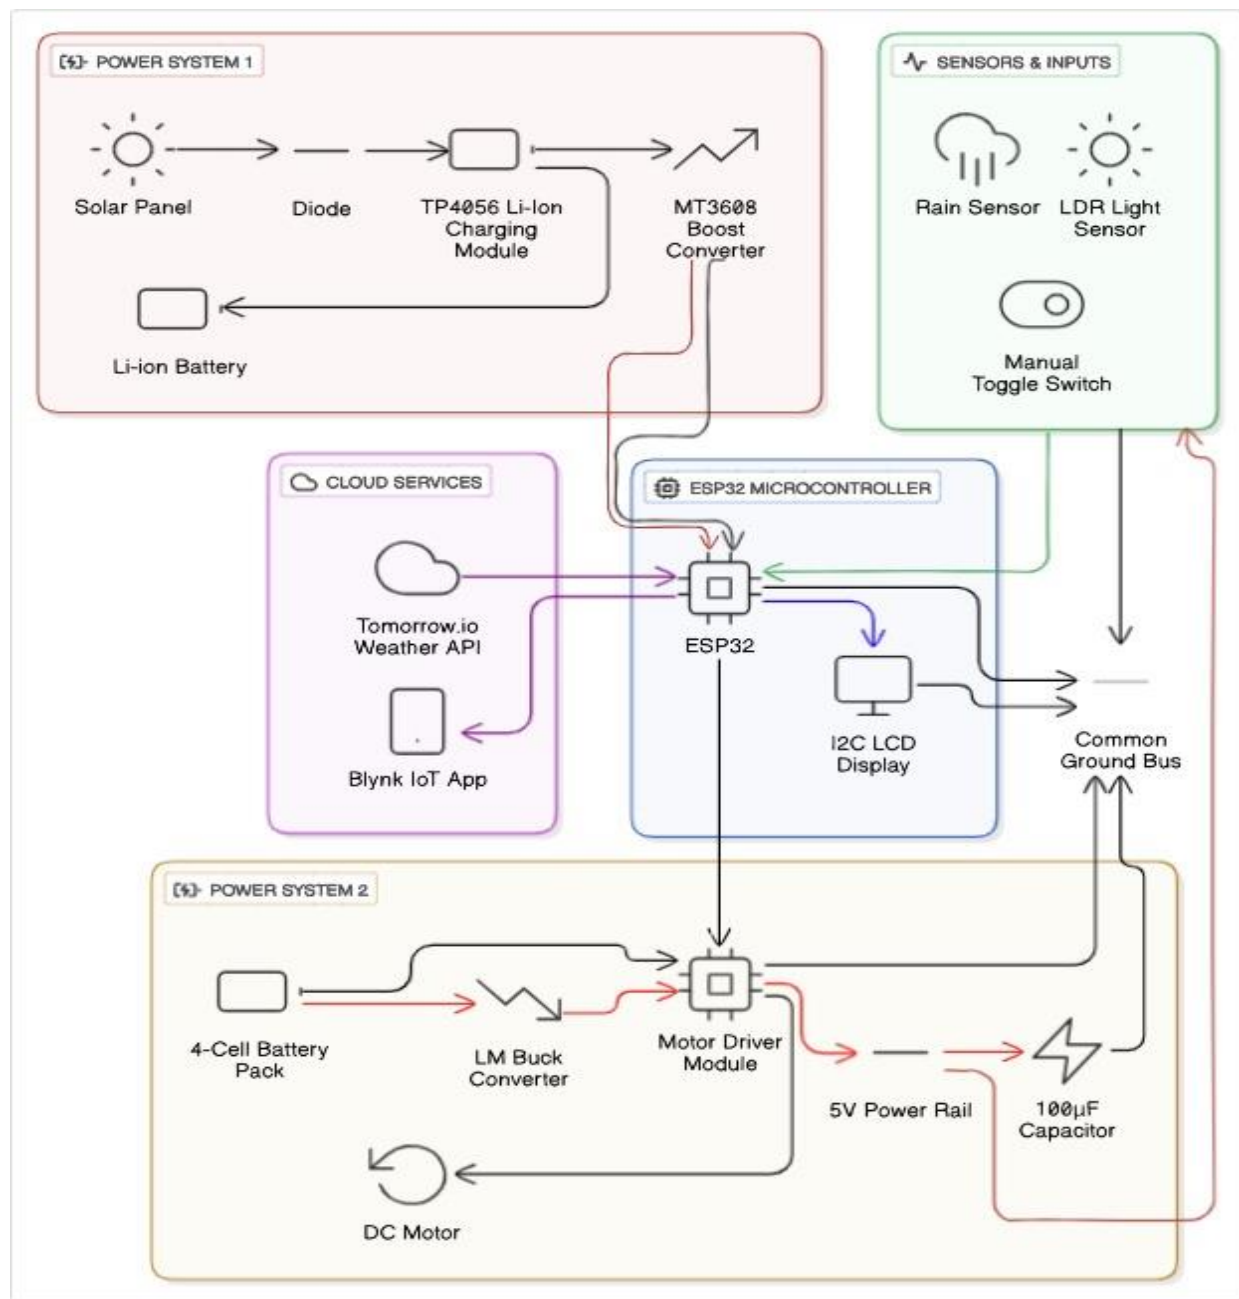 POWER SYSTEM 1
Solar Panel
Diode
TP4056 Li-Ion
Charging
Module
MT3608
Boost
Converter
Li-ion Battery
SENSORS & INPUTS
Rain Sensor
LDR Light
Sensor
Manual
Toggle Switch
CLOUD SERVICES
Tomorrow.io
Weather API
Blynk IoT App
ESP32 MICROCONTROLLER
ESP32
I2C LCD
Display
Common
Ground Bus
POWER SYSTEM 2
4-Cell Battery
Pack
LM Buck
Converter
Motor Driver
Module
5V Power Rail
100µF
Capacitor
DC Motor